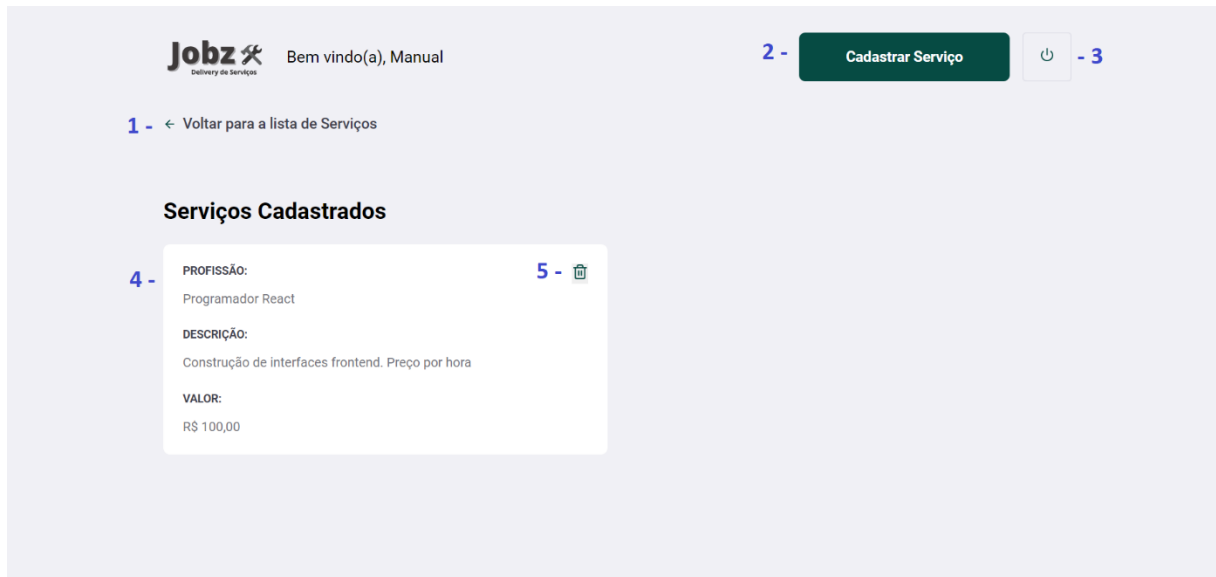 Jobz
Delivery de Serviços
Bem vindo(a), Manual
2 - Cadastrar Serviço - 3
1 - ← Voltar para a lista de Serviços
Serviços Cadastrados
4 - PROFISSÃO: 5 -
Programador React
DESCRIÇÃO:
Construção de interfaces frontend. Preço por hora
VALOR:
R$ 100,00